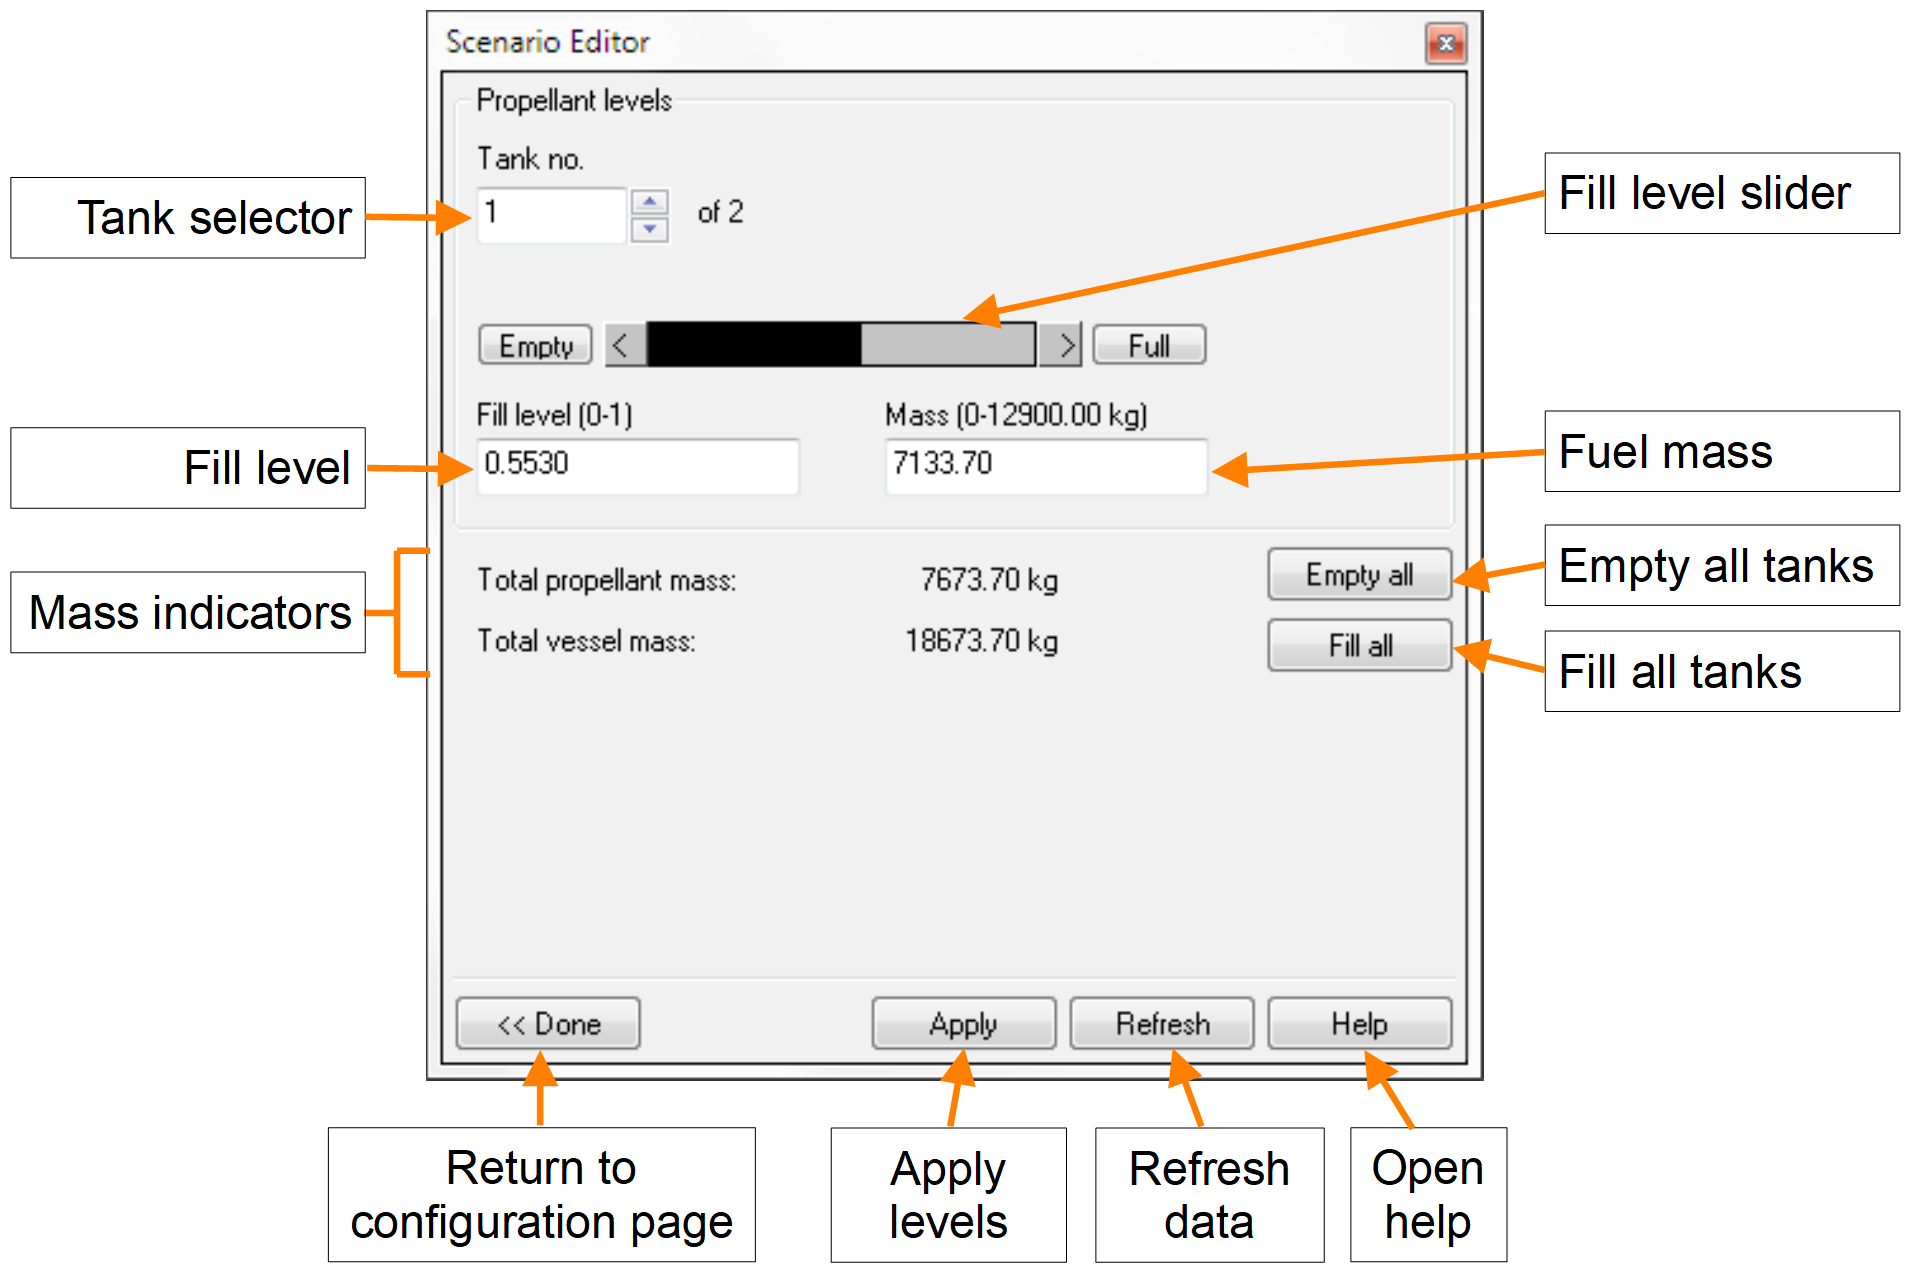 Scenario Editor
Propellant levels
Tank no.
1
of 2
Tank selector
Fill level slider
Empty
<
>
Full
Fill level (0-1)
Mass (0-12900.00 kg)
0.5530
7133.70
Fill level
Fuel mass
Total propellant mass:
7673.70 kg
Empty all
Empty all tanks
Mass indicators
Total vessel mass:
18673.70 kg
Fill all
Fill all tanks
<< Done
Apply
Refresh
Help
Return to
configuration page
Apply
levels
Refresh
data
Open
help